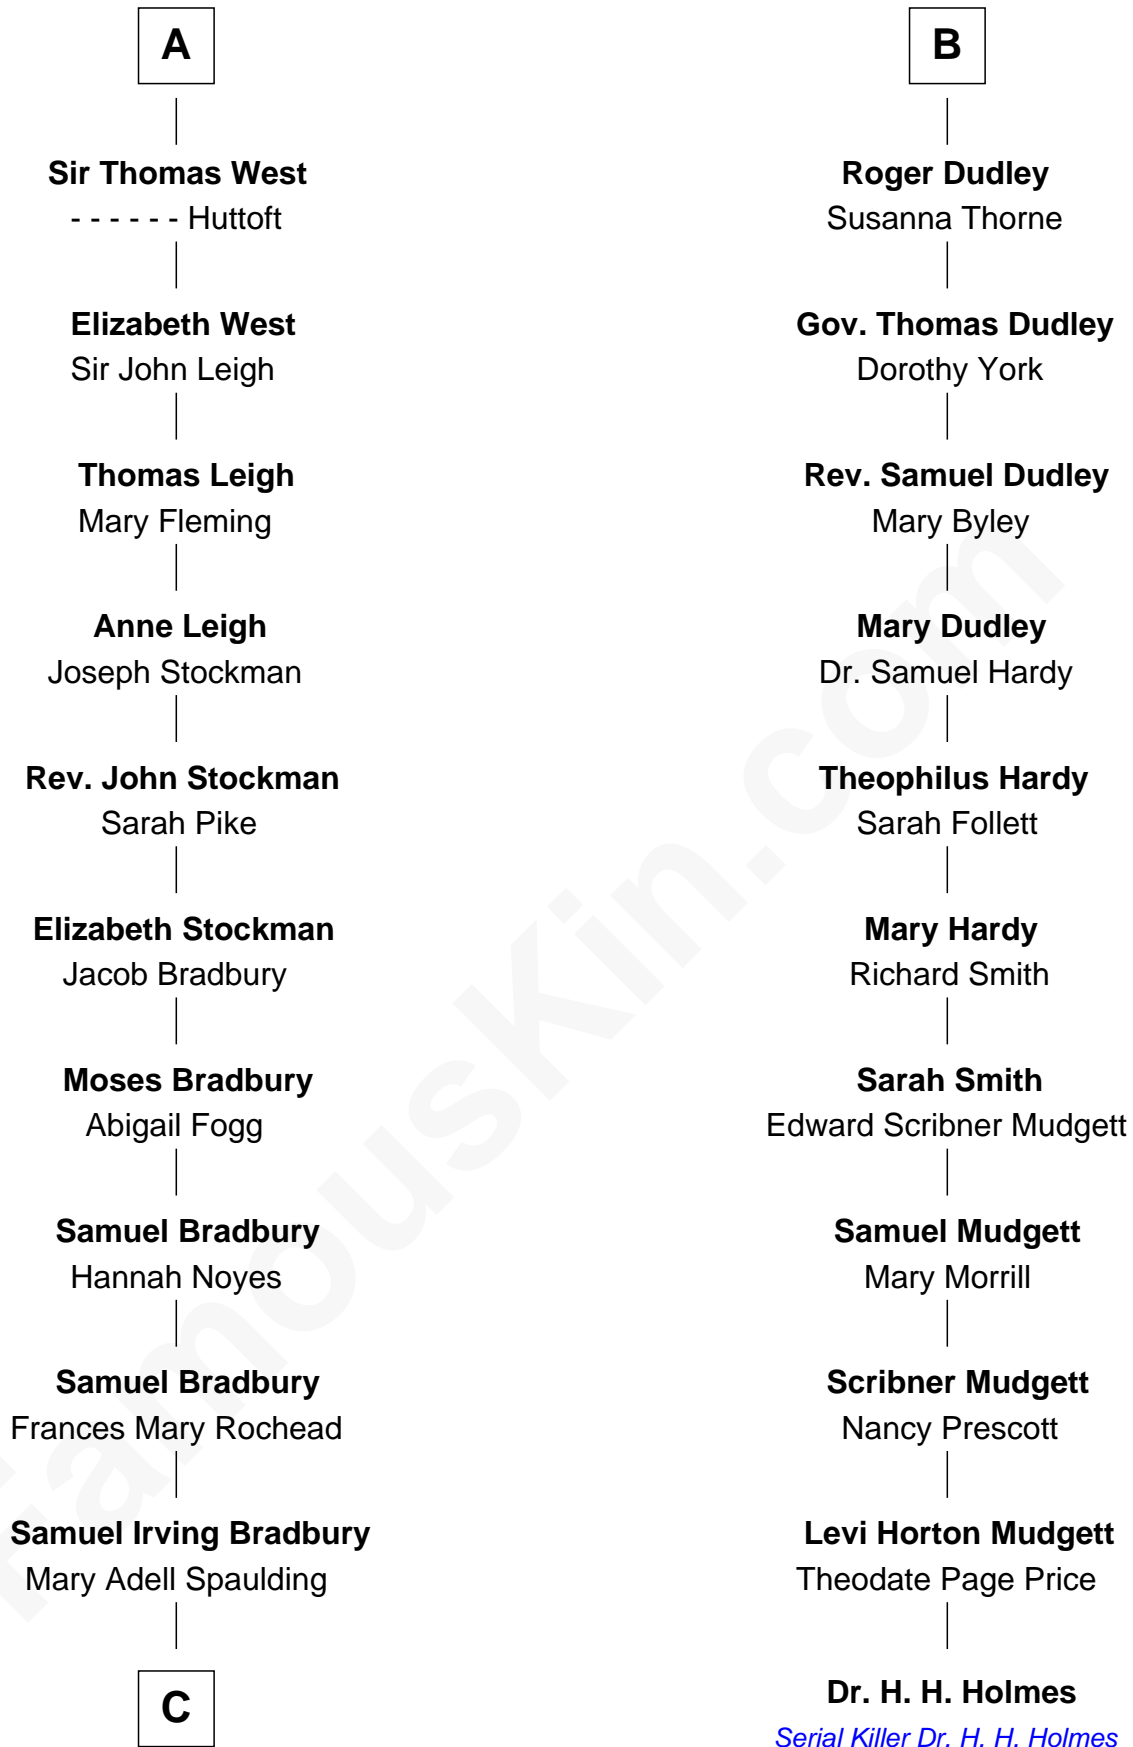 A
Sir Thomas West
- - - - - - Huttoft
Elizabeth West
Sir John Leigh
Thomas Leigh
Mary Fleming
Anne Leigh
Joseph Stockman
Rev. John Stockman
Sarah Pike
Elizabeth Stockman
Jacob Bradbury
Moses Bradbury
Abigail Fogg
Samuel Bradbury
Hannah Noyes
Samuel Bradbury
Frances Mary Rochead
Samuel Irving Bradbury
Mary Adell Spaulding
C
B
Roger Dudley
Susanna Thorne
Gov. Thomas Dudley
Dorothy York
Rev. Samuel Dudley
Mary Byley
Mary Dudley
Dr. Samuel Hardy
Theophilus Hardy
Sarah Follett
Mary Hardy
Richard Smith
Sarah Smith
Edward Scribner Mudgett
Samuel Mudgett
Mary Morrill
Scribner Mudgett
Nancy Prescott
Levi Horton Mudgett
Theodate Page Price
Dr. H. H. Holmes
Serial Killer Dr. H. H. Holmes
FamousKin.com